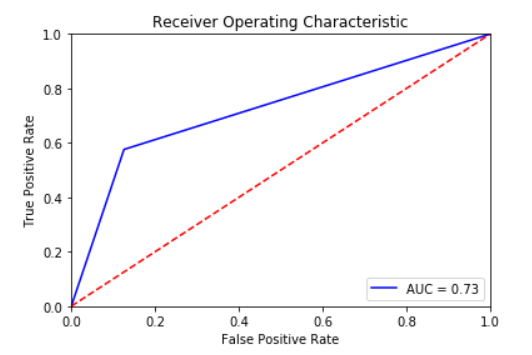 Receiver Operating Characteristic
1.0
0.8
0.6
0.4
0.2
0.0
True Positive Rate
AUC = 0.73
0.0 0.2 0.4 0.6 0.8 1.0
False Positive Rate